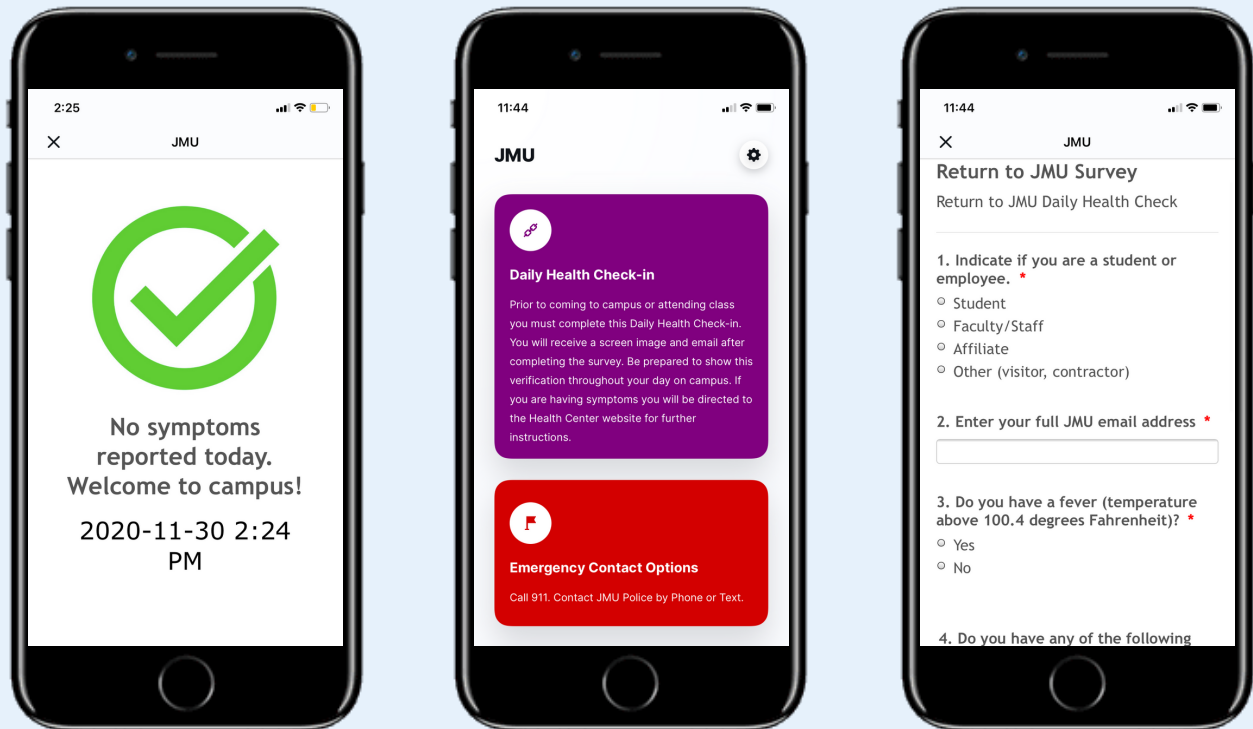 2:25
JMU
No symptoms
reported today.
Welcome to campus!
2020-11-30 2:24
PM
11:44
JMU
Daily Health Check-in
Prior to coming to campus or attending class
you must complete this Daily Health Check-in.
You will receive a screen image and email after
completing the survey. Be prepared to show this
verification throughout your day on campus. If
you are having symptoms you will be directed to
the Health Center website for further
instructions.
Emergency Contact Options
Call 911. Contact JMU Police by Phone or Text.
11:44
JMU
Return to JMU Survey
Return to JMU Daily Health Check
1. Indicate if you are a student or
employee. *
Student
Faculty/Staff
Affiliate
Other (visitor, contractor)
2. Enter your full JMU email address *
3. Do you have a fever (temperature
above 100.4 degrees Fahrenheit)? *
Yes
No
4. Do you have any of the following